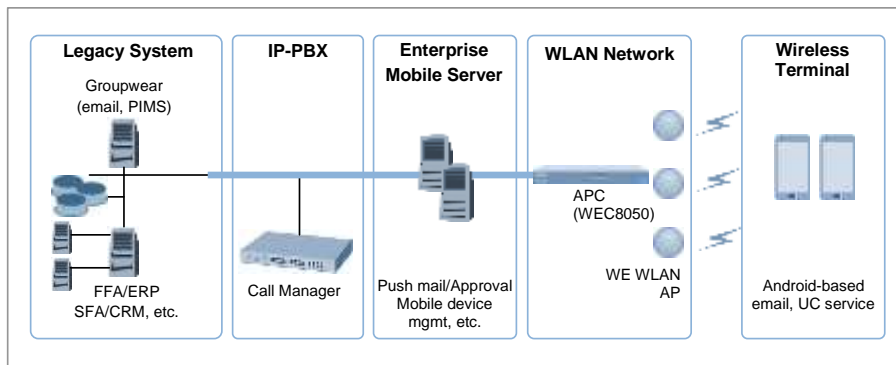 Legacy System
Groupwear
(email, PIMS)
FFA/ERP
SFA/CRM, etc.
IP-PBX
Call Manager
Enterprise
Mobile Server
Push mail/Approval
Mobile device
mgmt, etc.
WLAN Network
APC
(WEC8050)
WE WLAN
AP
Wireless
Terminal
Android-based
email, UC service